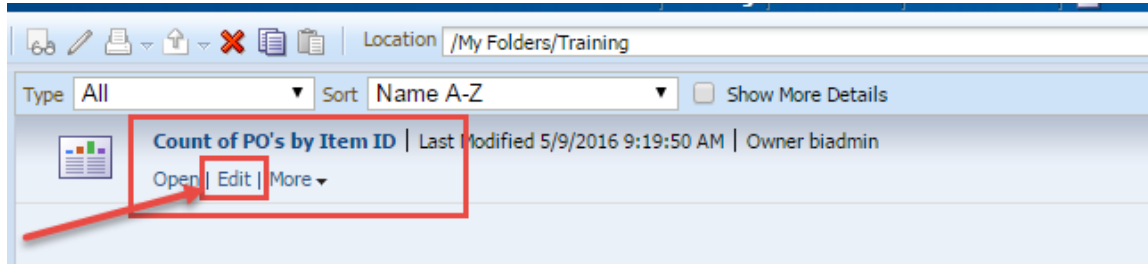 Location /My Folders/Training
Type All Sort Name A-Z Show More Details
Count of PO's by Item ID | Last Modified 5/9/2016 9:19:50 AM | Owner biadmin
Open | Edit | More